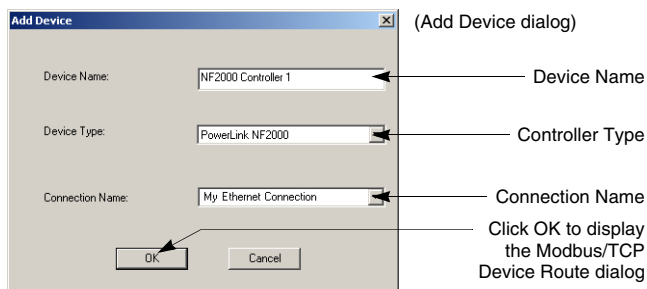 Add Device
(Add Device dialog)
Device Name:
NF2000 Controller 1
Device Name
Device Type:
PowerLink NF2000
Controller Type
Connection Name:
My Ethernet Connection
Connection Name
Click OK to display
the Modbus/TCP
Device Route dialog
OK
Cancel